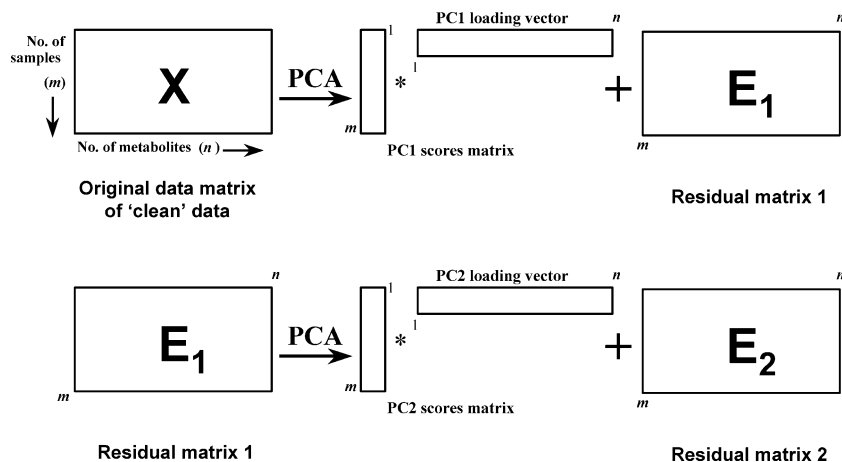 No. of
samples
(m)
X
PCA
1
*
PC1 loading vector
n
1
+
n
E1
m
No. of metabolites (n)
m
PC1 scores matrix
Original data matrix
of ‘clean’ data
Residual matrix 1
n
E1
m
PCA
1
*
PC2 loading vector
n
1
+
n
E2
m
m
PC2 scores matrix
Residual matrix 1
Residual matrix 2